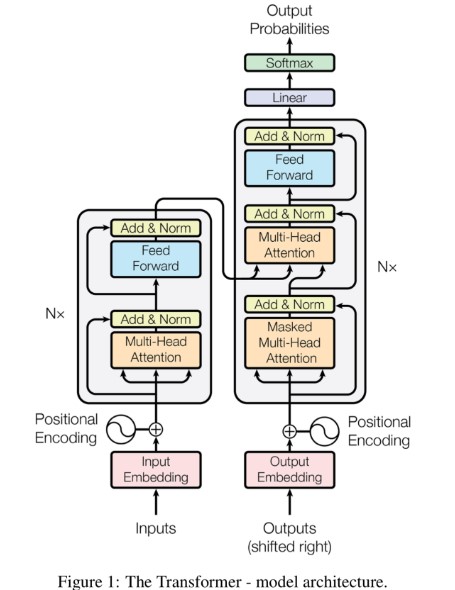 Output
Probabilities
Softmax
Linear
Add & Norm
Feed
Forward
Add & Norm
Multi-Head
Attention
Add & Norm
Masked
Multi-Head
Attention
Nx
Add & Norm
Feed
Forward
Add & Norm
Multi-Head
Attention
Nx
Positional
Encoding
Positional
Encoding
Input
Embedding
Output
Embedding
Inputs
Outputs
(shifted right)
Figure 1: The Transformer - model architecture.